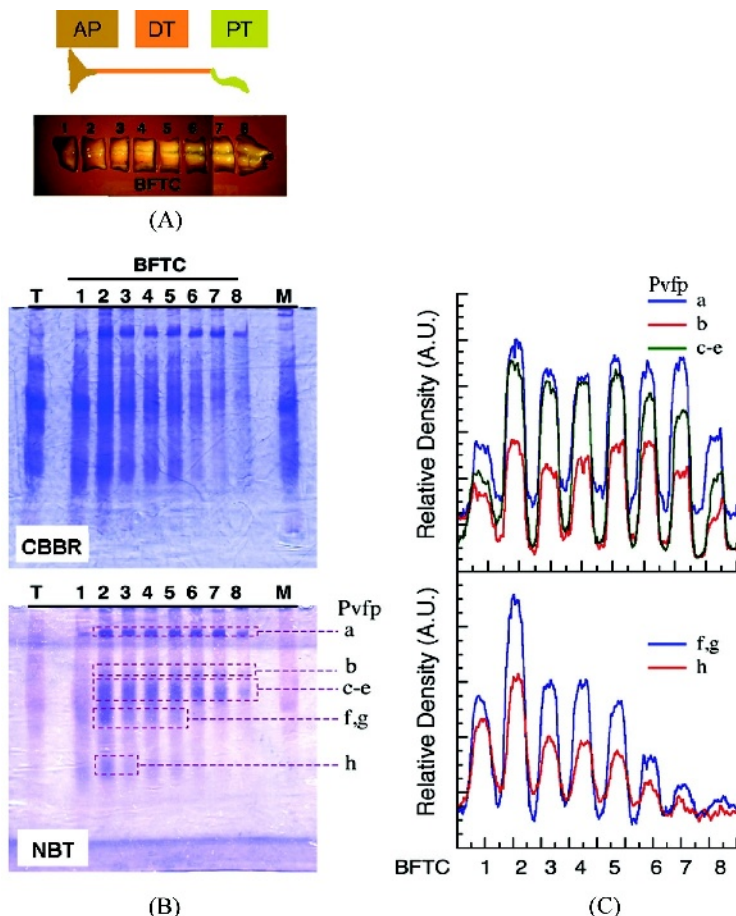 AP DT PT
1 2 3 4 5 6 7 8
BFTC
(A)
BFTC
T 1 2 3 4 5 6 7 8 M
CBBR
T 1 2 3 4 5 6 7 8 M
Pvfp
a
b
c-e
f,g
h
NBT
(B)
Pvfp
a
b
c-e
Relative Density (A.U.)
f,g
h
Relative Density (A.U.)
BFTC 1 2 3 4 5 6 7 8
(C)